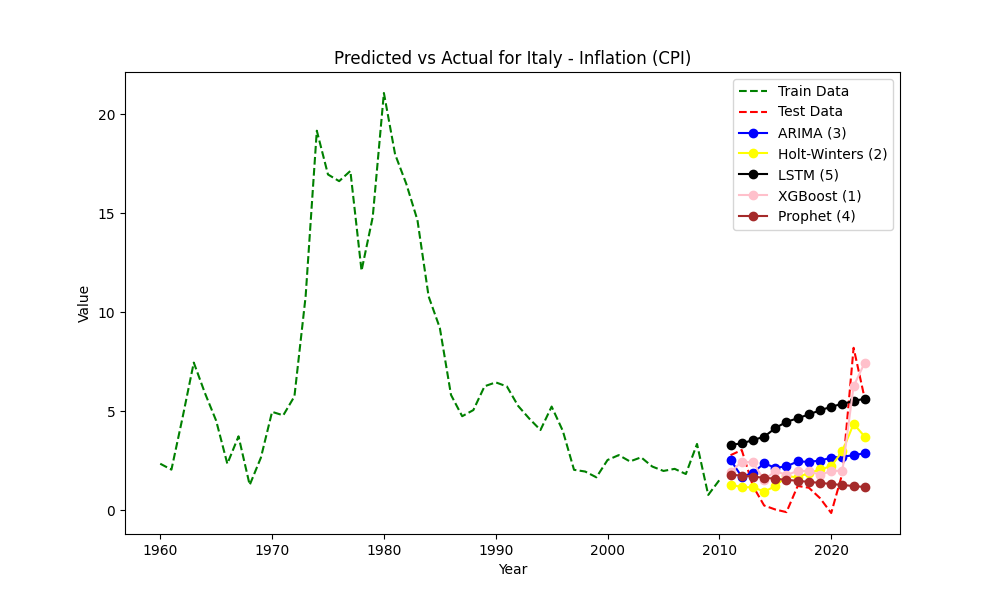 Predicted vs Actual for Italy - Inflation (CPI)
Train Data
Test Data
ARIMA (3)
Holt-Winters (2)
LSTM (5)
XGBoost (1)
Prophet (4)
Value
20
15
10
5
0
1960 1970 1980 1990 2000 2010 2020
Year